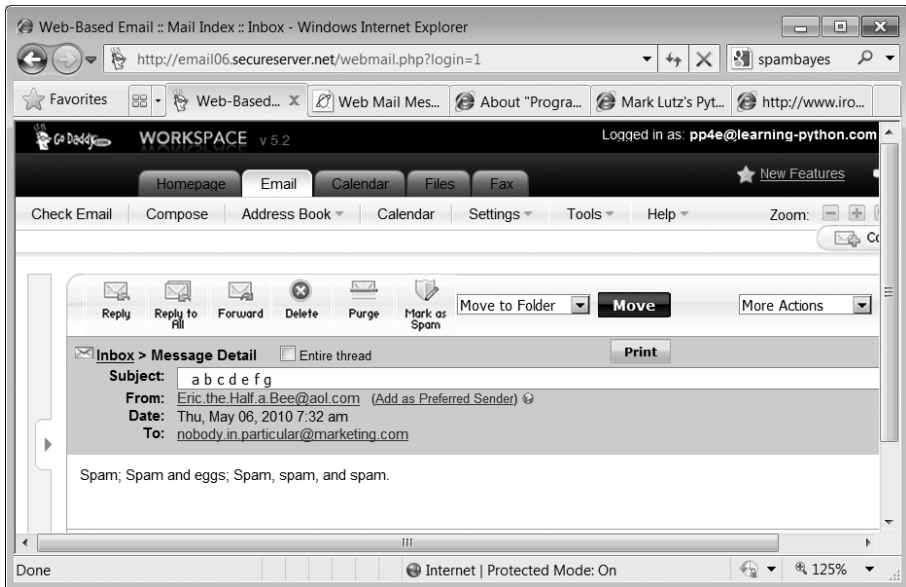 Web-Based Email :: Mail Index :: Inbox - Windows Internet Explorer
http://email06.secureserver.net/webmail.php?login=1
spambayes
Favorites
Web-Based...
Web Mail Mes...
About "Progra...
Mark Lutz's Pyt...
http://www.iro...
Go Daddy.com
WORKSPACE v 5.2
Logged in as: pp4e@learning-python.com
Homepage Email Calendar Files Fax
New Features
Check Email Compose Address Book Calendar Settings Tools Help Zoom:
Co
Reply Reply to All Forward Delete Purge Mark as Spam Move to Folder Move More Actions
Inbox > Message Detail Entire thread Print
Subject: a b c d e f g
From: Eric.the.Half.a.Bee@aol.com (Add as Preferred Sender)
Date: Thu, May 06, 2010 7:32 am
To: nobody.in.particular@marketing.com
Spam; Spam and eggs; Spam, spam, and spam.
Done Internet | Protected Mode: On 125%